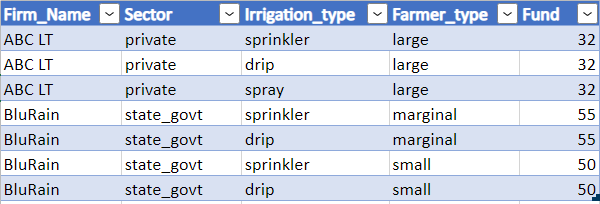 Firm_Name Sector Irrigation_type Farmer_type Fund
ABC LT private sprinkler large 32
ABC LT private drip large 32
ABC LT private spray large 32
BluRain state_govt sprinkler marginal 55
BluRain state_govt drip marginal 55
BluRain state_govt sprinkler small 50
BluRain state_govt drip small 50